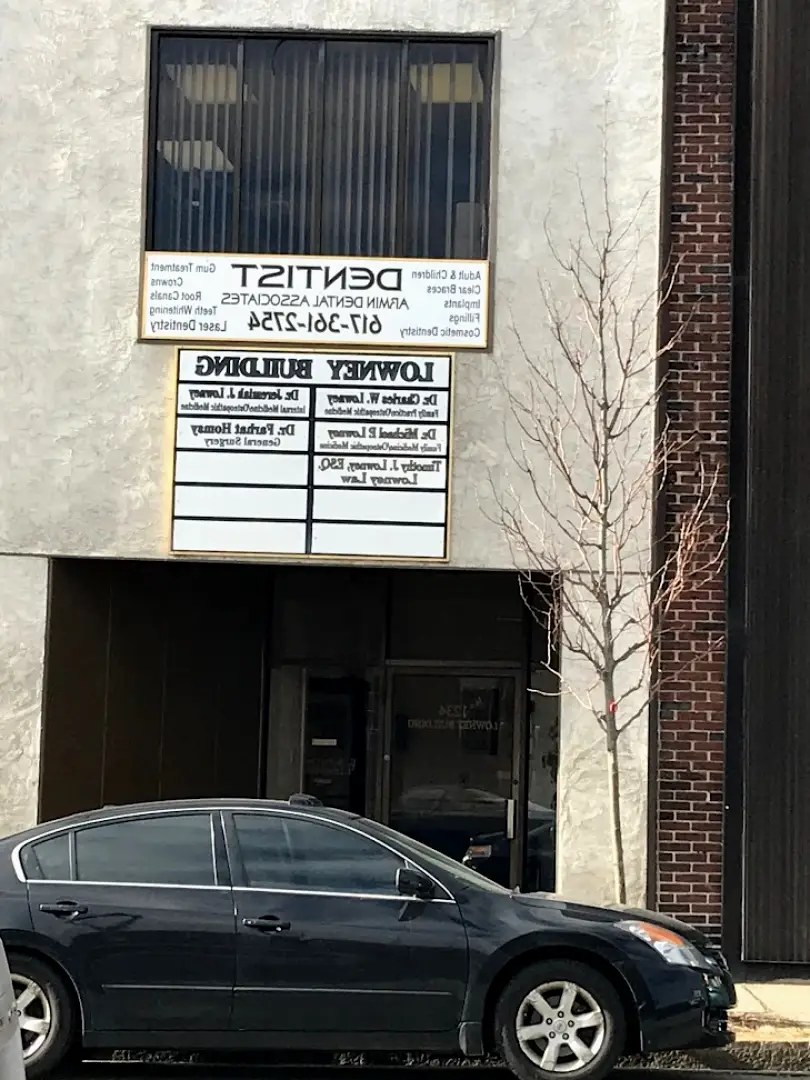 Adult & Children
Clear Braces
Implants
Fillings
Cosmetic Dentistry
DENTIST
ARMIN DENTAL ASSOCIATES
617-361-2754
Gum Treatment
Crowns
Root Canals
Teeth Whitening
Laser Dentistry
LOWNEY BUILDING
Dr. Charles W. Lowney
Family Practice/Osteopathic Medicine
Dr. Jeremiah J. Lowney
Internal Medicine/Osteopathic Medicine
Dr. Michael P. Lowney
Family Medicine/Osteopathic Medicine
Dr. Farhat Homsy
General Surgery
Timothy J. Lowney, ESQ.
Lowney Law
1234
LOWNEY BUILDING